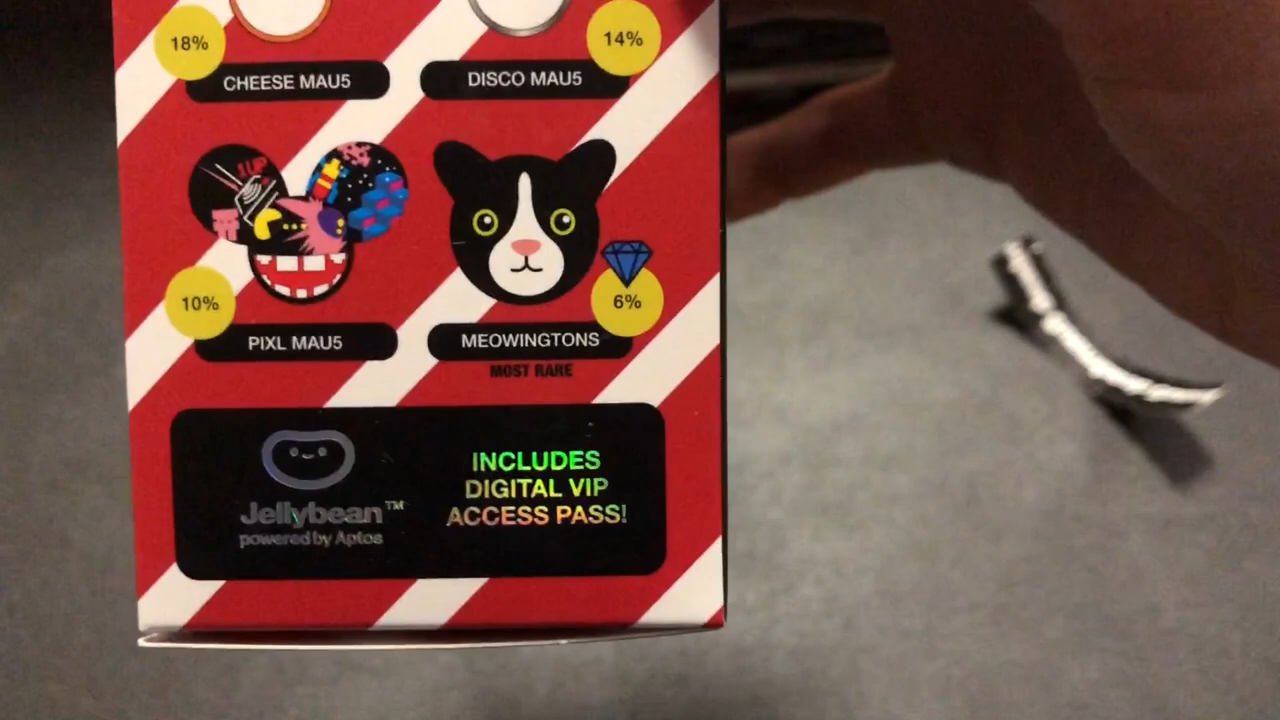 18%
14%
CHEESE MAU5
DISCO MAU5
1UP
10%
6%
PIXL MAU5
MEOWINGTONS
MOST RARE
Jellybean™
powered by Aptos
INCLUDES
DIGITAL VIP
ACCESS PASS!